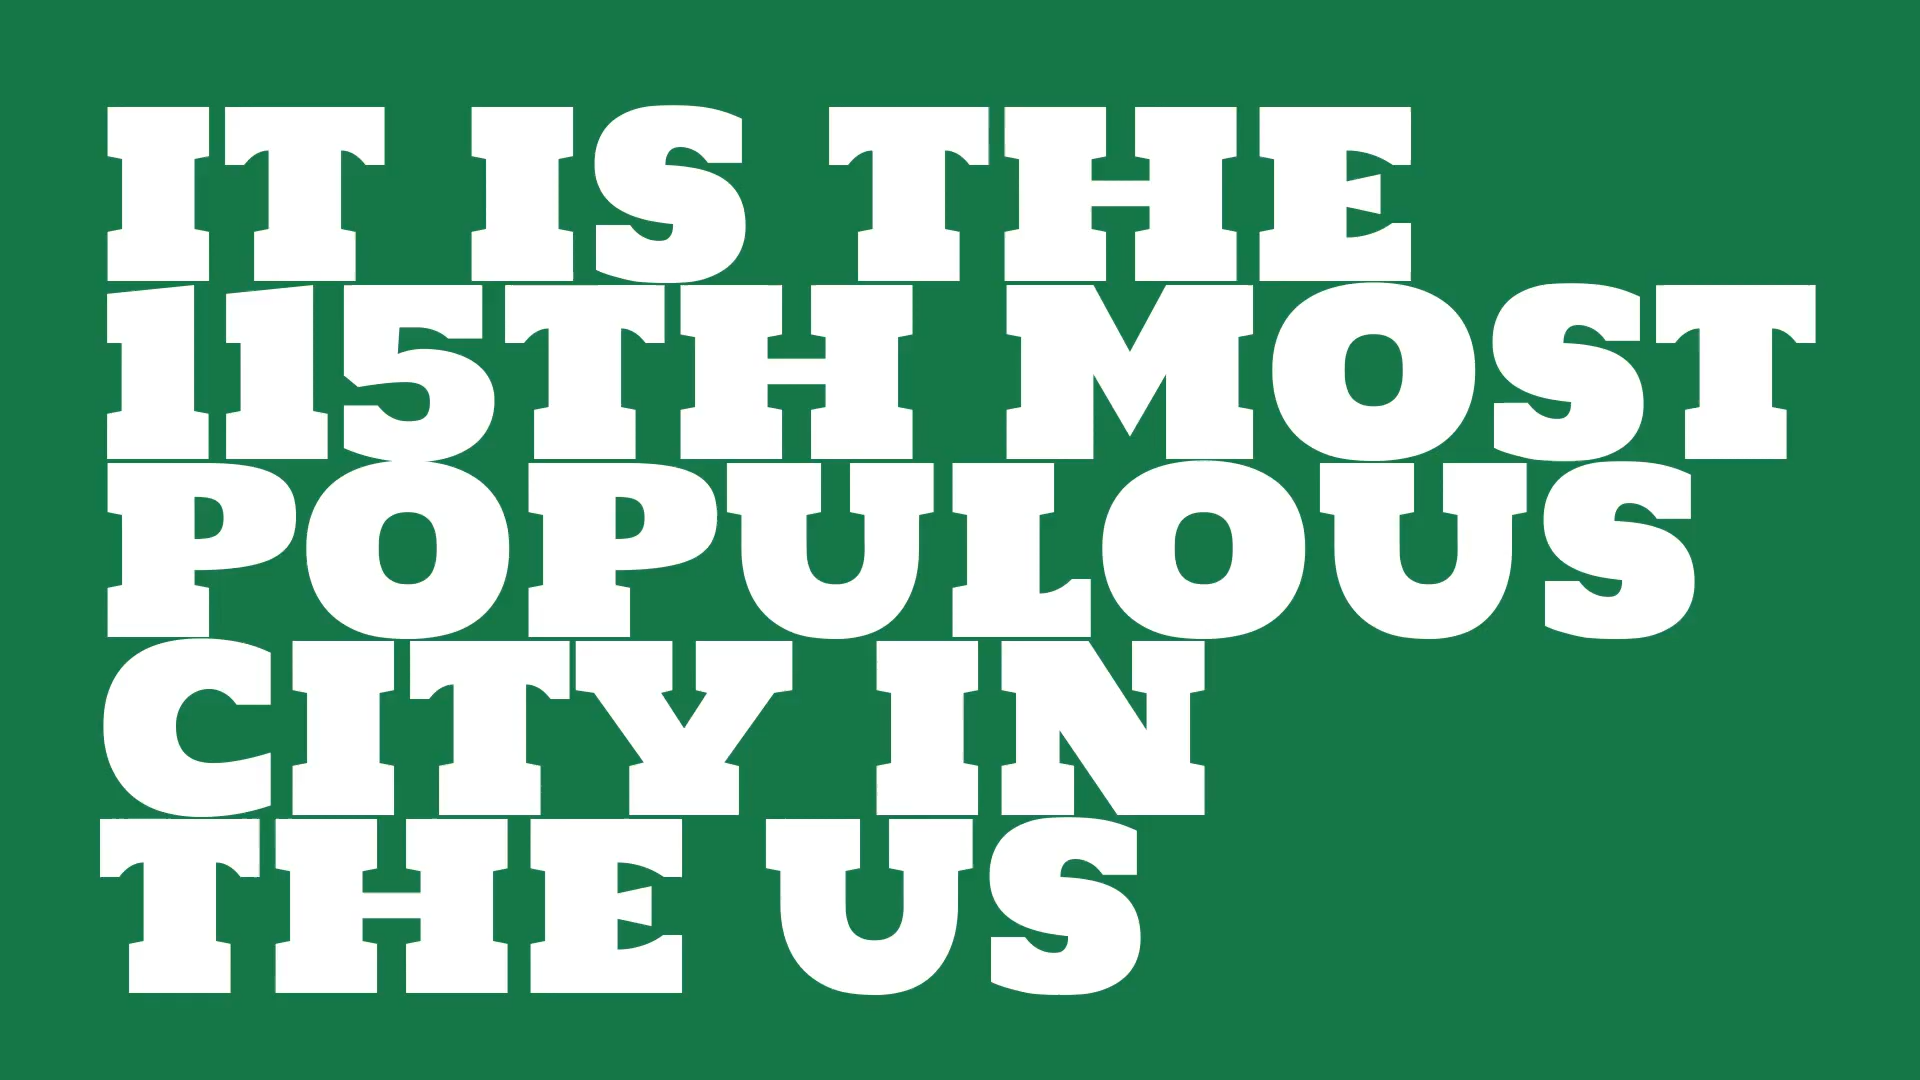 IT IS THE
115TH MOST
POPULOUS
CITY IN
THE US